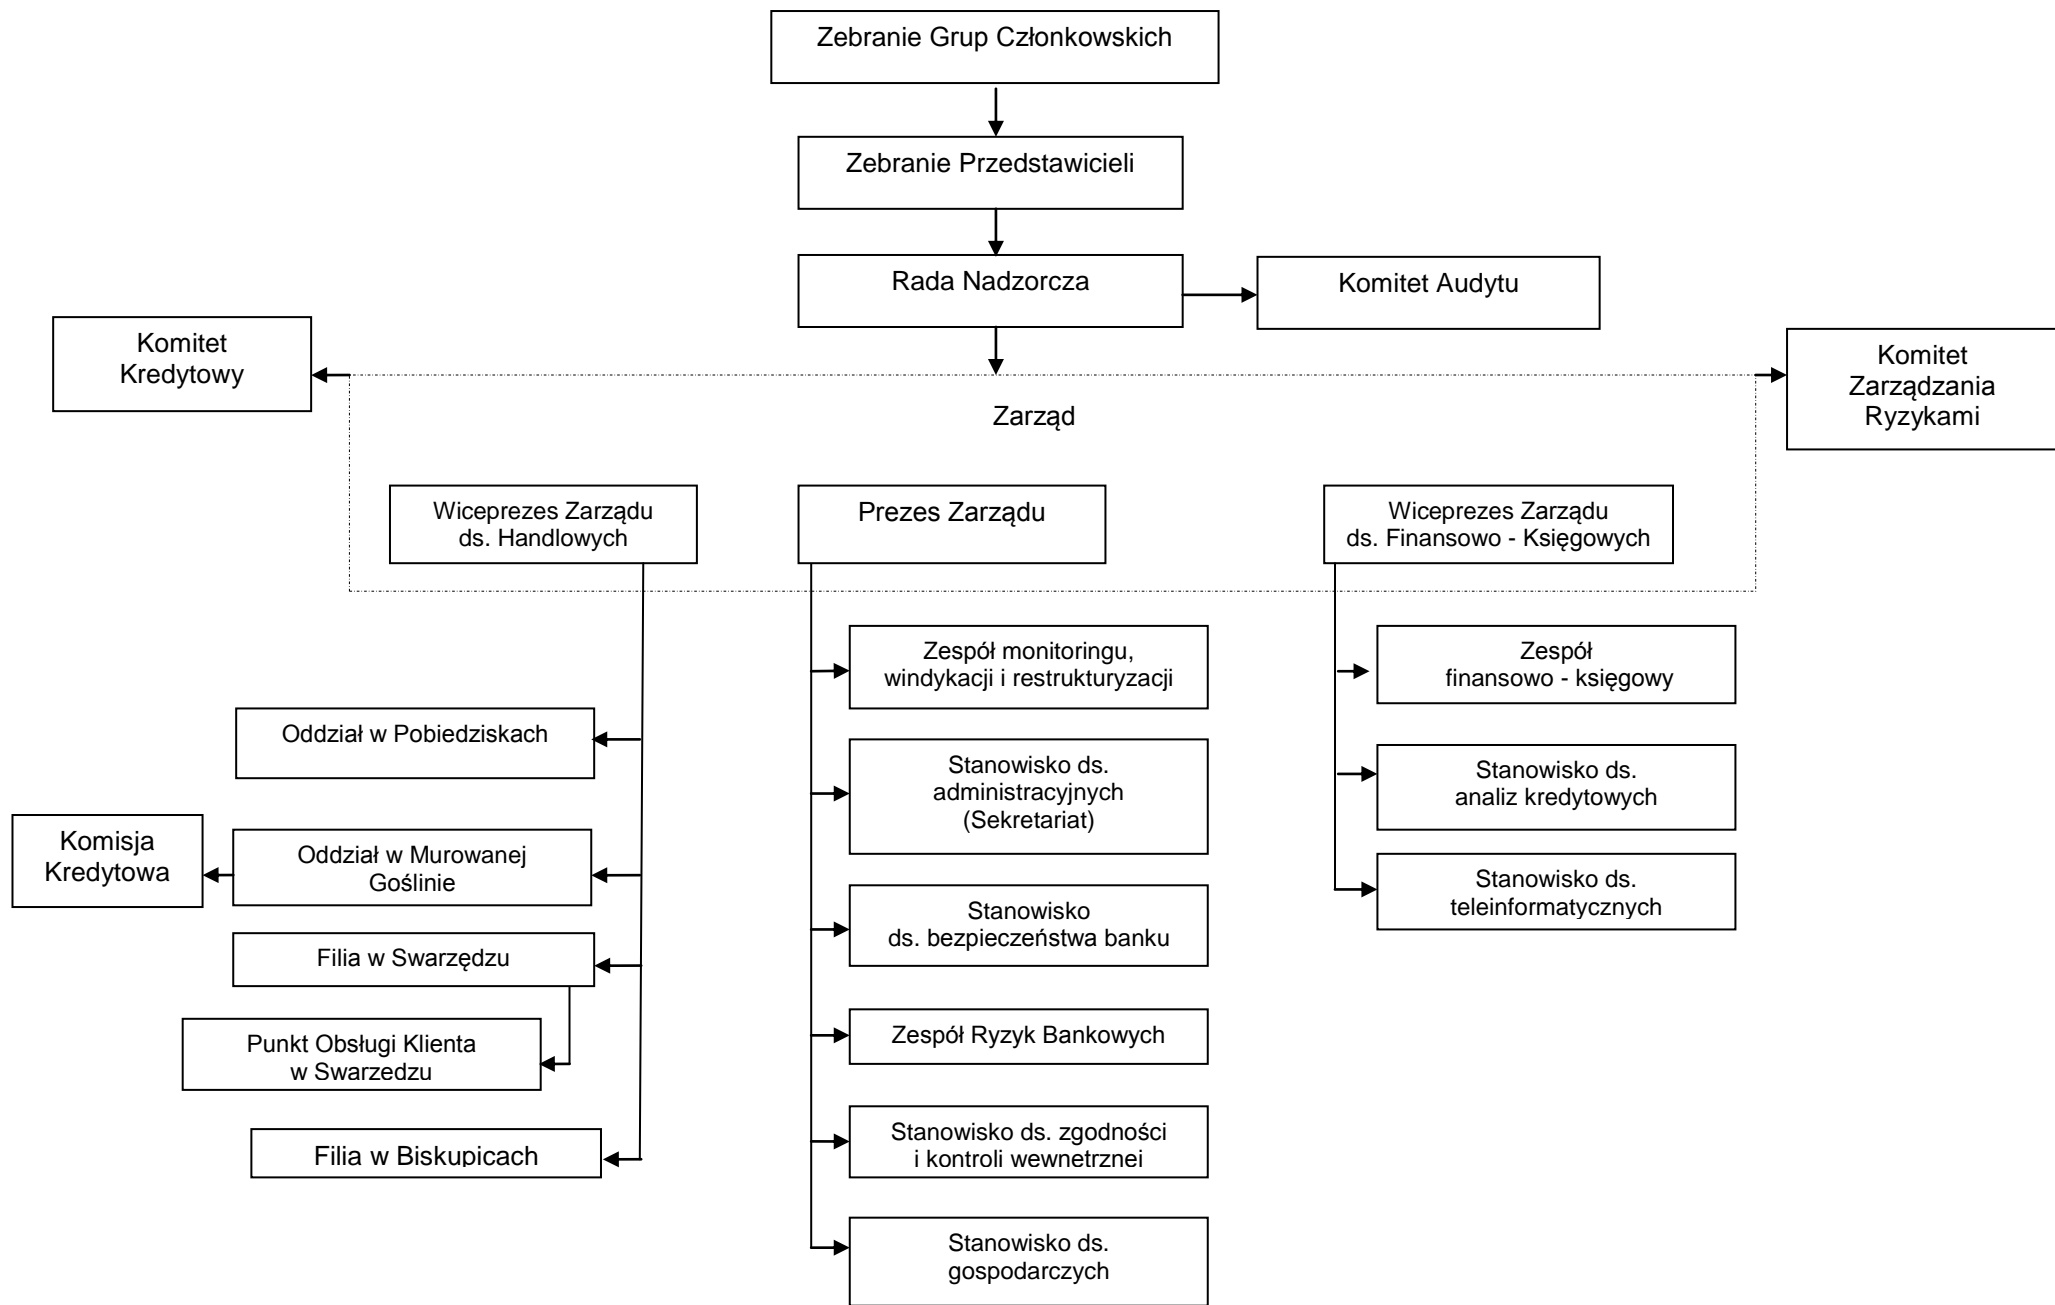 Zebranie Grup Członkowskich
Zebranie Przedstawicieli
Rada Nadzorcza
Komitet Audytu
Komitet
Kredytowy
Komitet
Zarządzania
Ryzykami
Zarząd
Wiceprezes Zarządu
ds. Handlowych
Prezes Zarządu
Wiceprezes Zarządu
ds. Finansowo - Księgowych
Oddział w Pobiedziskach
Komisja
Kredytowa
Oddział w Murowanej
Goślinie
Filia w Swarzędzu
Punkt Obsługi Klienta
w Swarzedzu
Filia w Biskupicach
Zespół monitoringu,
windykacji i restrukturyzacji
Stanowisko ds.
administracyjnych
(Sekretariat)
Stanowisko
ds. bezpieczeństwa banku
Zespół Ryzyk Bankowych
Stanowisko ds. zgodności
i kontroli wewnetrznej
Stanowisko ds.
gospodarczych
Zespół
finansowo - księgowy
Stanowisko ds.
analiz kredytowych
Stanowisko ds.
teleinformatycznych